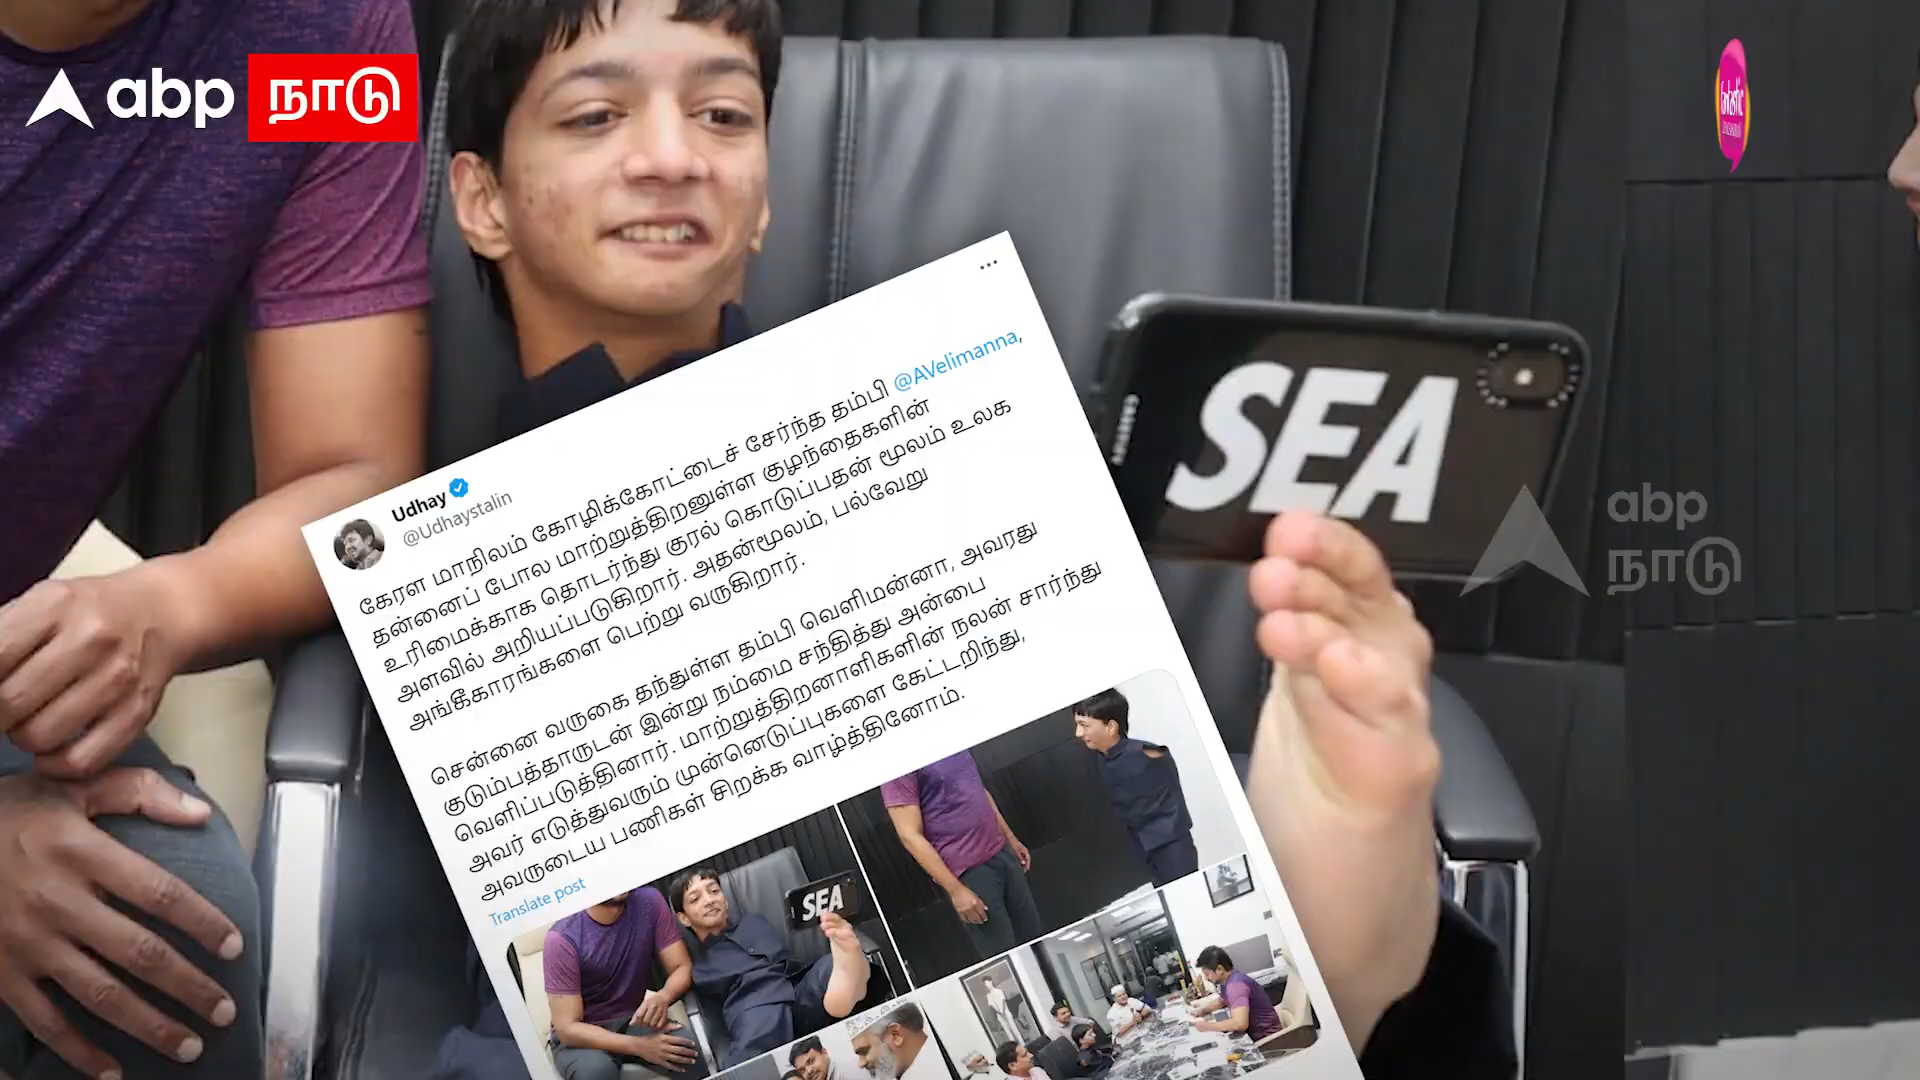 abp நாடு
fantastic
SEA
abp
நாடு
Udhay
@Udhaystalin
கேரள மாநிலம் கோழிக்கோட்டைச் சேர்ந்த தம்பி @AVelimanna,
தன்னைப் போல மாற்றுத்திறனுள்ள குழந்தைகளின்
உரிமைக்காக தொடர்ந்து குரல் கொடுப்பதன் மூலம் உலக
அளவில் அறியப்படுகிறார். அதன்மூலம், பல்வேறு
அங்கீகாரங்களை பெற்று வருகிறார்.
சென்னை வருகை தந்துள்ள தம்பி வெளிமன்னா, அவரது
குடும்பத்தாருடன் இன்று நம்மை சந்தித்து அன்பை
வெளிப்படுத்தினார். மாற்றுத்திறனாளிகளின் நலன் சார்ந்து
அவர் எடுத்துவரும் முன்னெடுப்புகளை கேட்டறிந்து,
அவருடைய பணிகள் சிறக்க வாழ்த்தினோம்.
Translate post
SEA